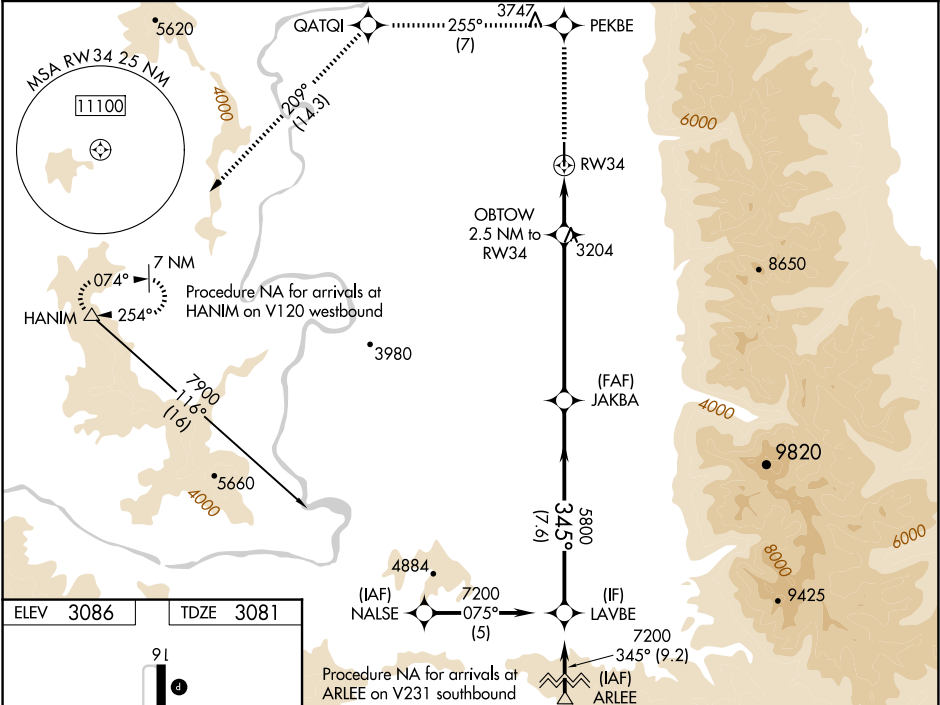 5620
MSA RW34 25 NM
11100
4000
QATQI
255°
(7)
3747
PEKBE
209°
(14.3)
6000
RW34
OBTOW
2.5 NM to
RW34
3204
8650
7 NM
074°
254°
HANIM
Procedure NA for arrivals at
HANIM on V120 westbound
3980
7900
116°
(16)
(FAF)
JAKBA
4000
9820
5660
4000
5800
345°
(7.6)
6000
8000
9425
4884
(IAF)
NALSE
7200
075°
(5)
(IF)
LAVBE
7200
345° (9.2)
(IAF)
ARLEE
Procedure NA for arrivals at
ARLEE on V231 southbound
ELEV 3086
TDZE 3081
16
P